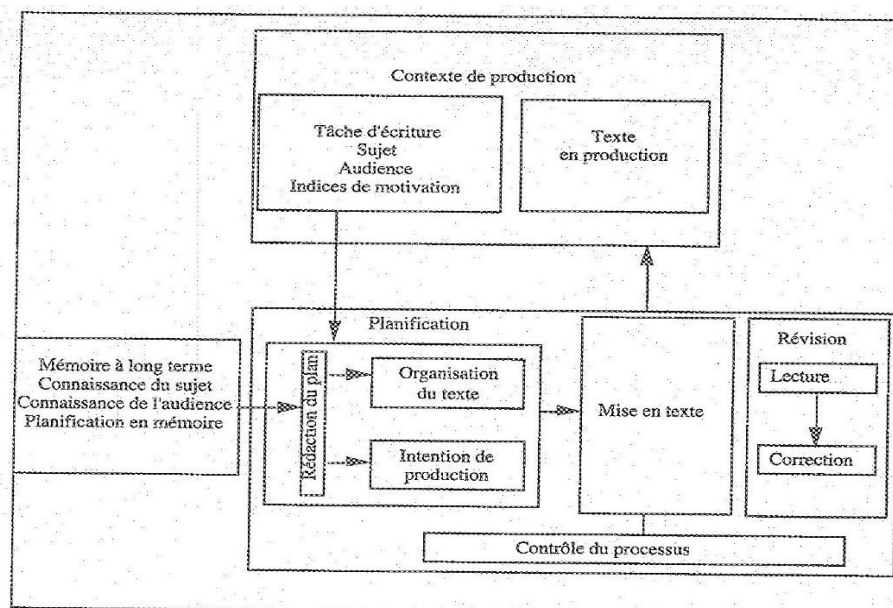 Contexte de production
Tâche d'écriture
Sujet
Audience
Indices de motivation
Texte
en production
Mémoire à long terme
Connaissance du sujet
Connaissance de l'audience
Planification en mémoire
Planification
Rédaction du plan
Organisation
du texte
Intention de
production
Mise en texte
Révision
Lecture
Correction
Contrôle du processus